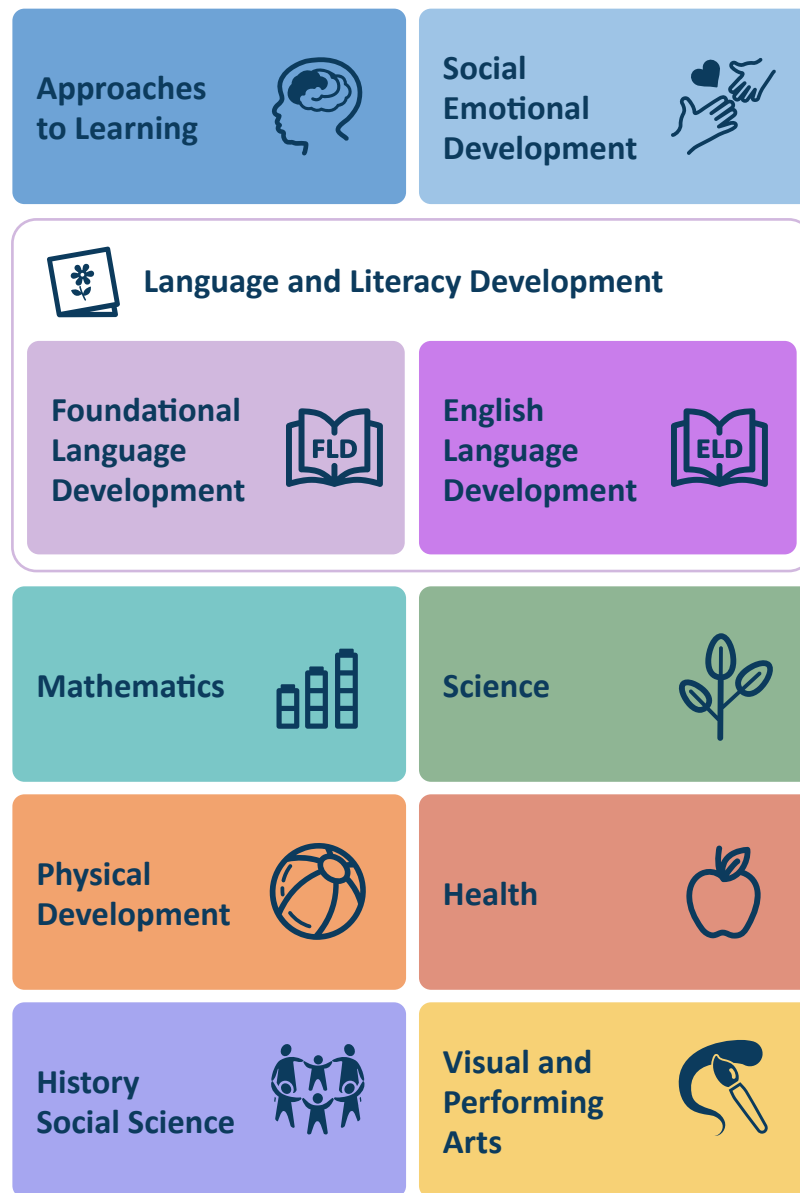 Approaches
to Learning
Social
Emotional
Development
Language and Literacy Development
Foundational
Language
Development
FLD
English
Language
Development
ELD
Mathematics
Science
Physical
Development
Health
History
Social Science
Visual and
Performing
Arts